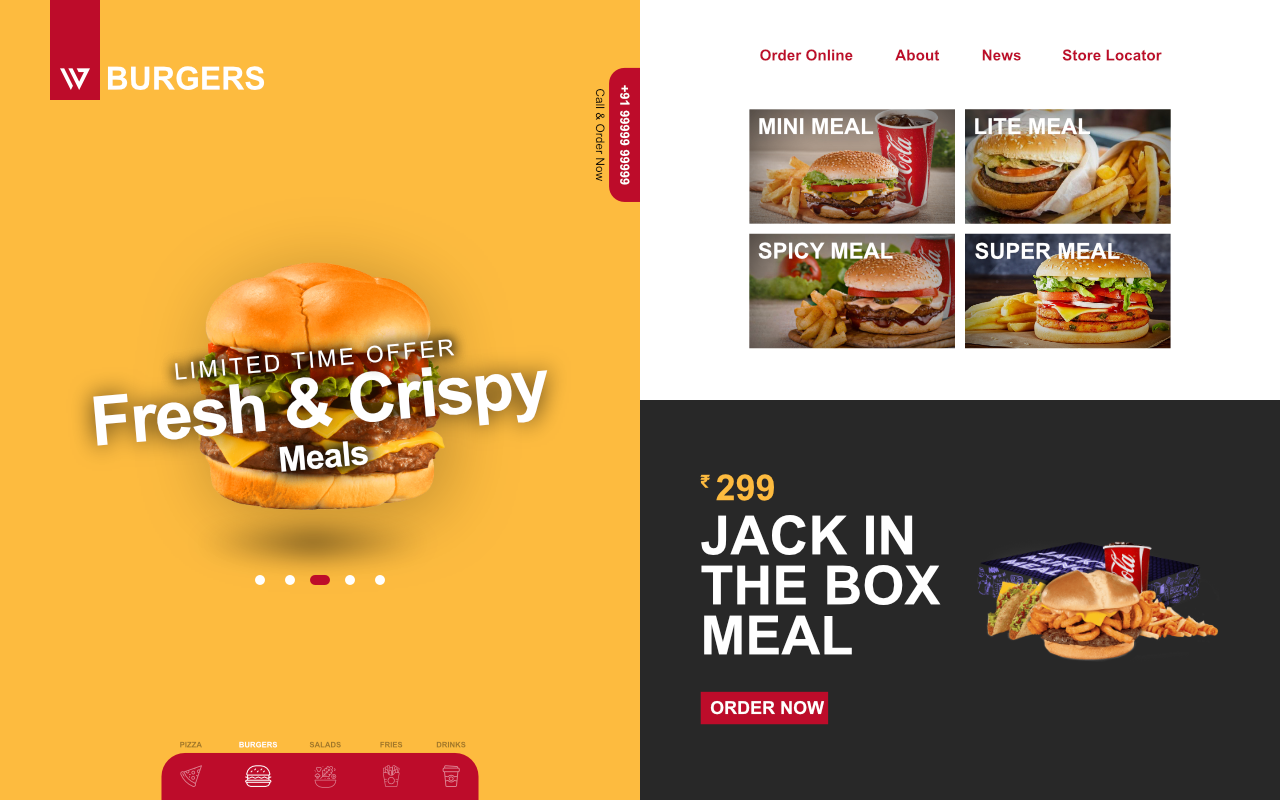 BURGERS
+91 99999 99999
Call & Order Now
LIMITED TIME OFFER
Fresh & Crispy
Meals
PIZZA
BURGERS
SALADS
FRIES
DRINKS
Order Online
About
News
Store Locator
MINI MEAL
LITE MEAL
SPICY MEAL
SUPER MEAL
₹ 299
JACK IN
THE BOX
MEAL
ORDER NOW